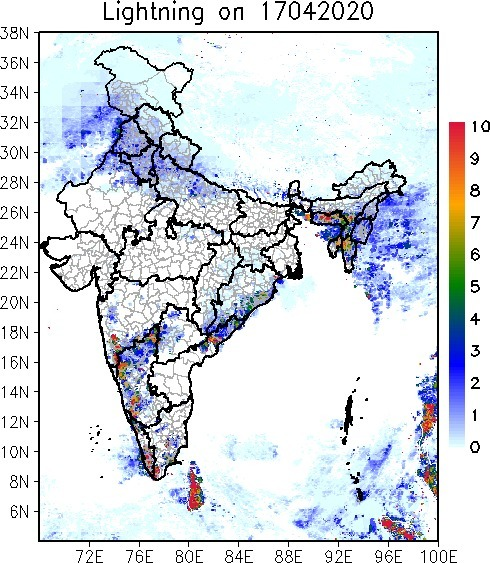 Lightning on 17042020
38N
36N
34N
32N
30N
28N
26N
24N
22N
20N
18N
16N
14N
12N
10N
8N
6N
10
9
8
7
6
5
4
3
2
1
0
72E 76E 80E 84E 88E 92E 96E 100E